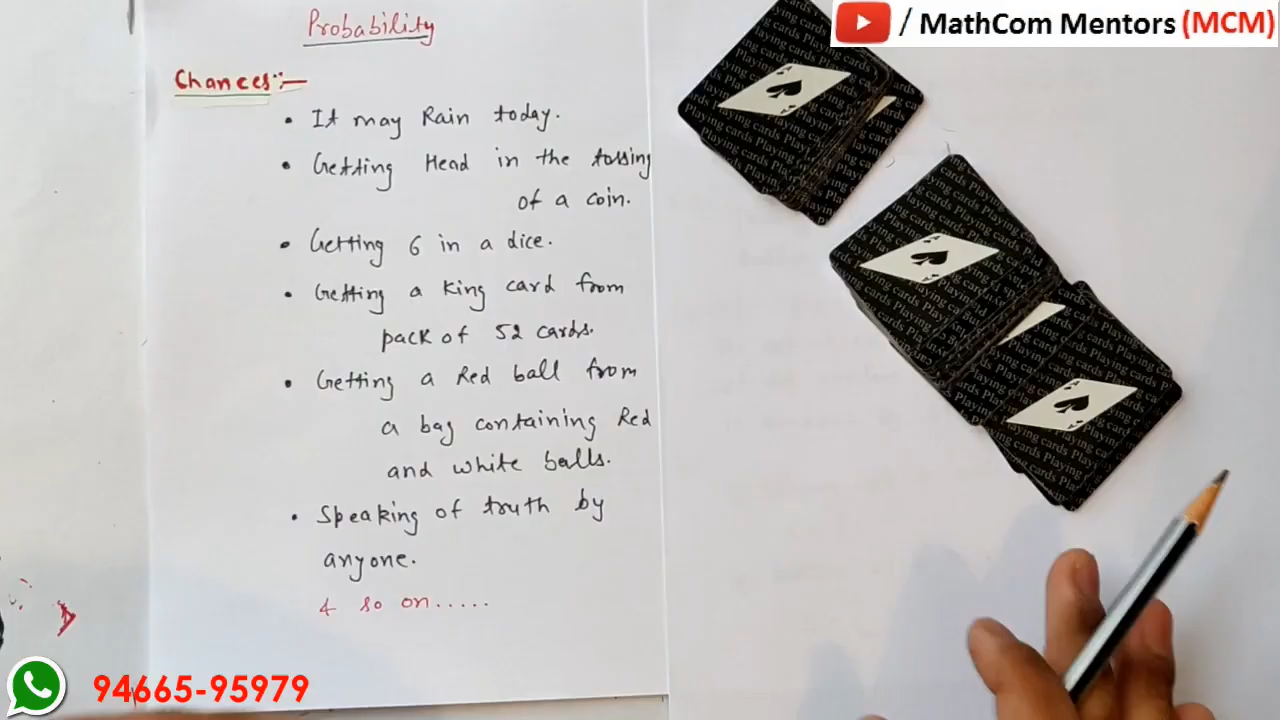 / MathCom Mentors (MCM)
Probability
Chances:-
• It may Rain today.
• Getting Head in the tossing
of a coin.
• Getting 6 in a dice.
• Getting a king card from
pack of 52 cards.
• Getting a Red ball from
a bag containing Red
and white balls.
• Speaking of truth by
anyone.
& so on.....
94665-95979
Playing cards